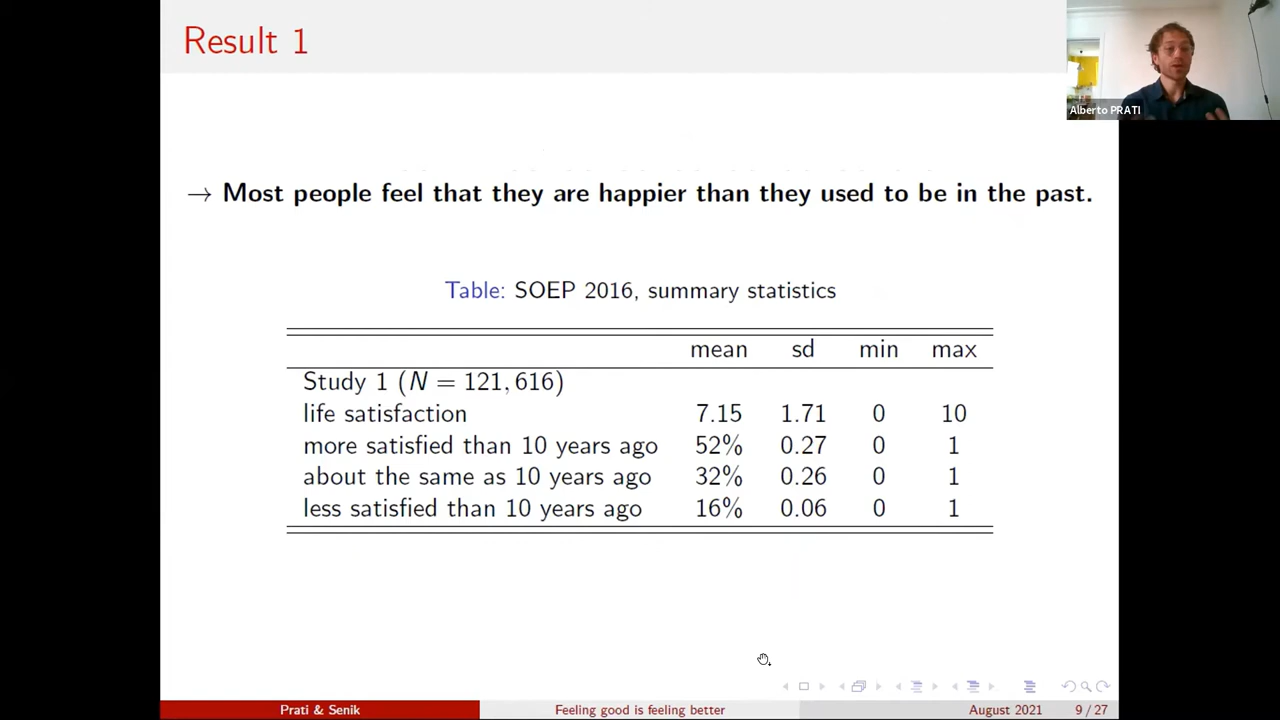 Result 1
Alberto PRATI
→ Most people feel that they are happier than they used to be in the past.
Table: SOEP 2016, summary statistics
mean sd min max
Study 1 (N = 121, 616)
life satisfaction 7.15 1.71 0 10
more satisfied than 10 years ago 52% 0.27 0 1
about the same as 10 years ago 32% 0.26 0 1
less satisfied than 10 years ago 16% 0.06 0 1
Prati & Senik Feeling good is feeling better August 2021 9 / 27